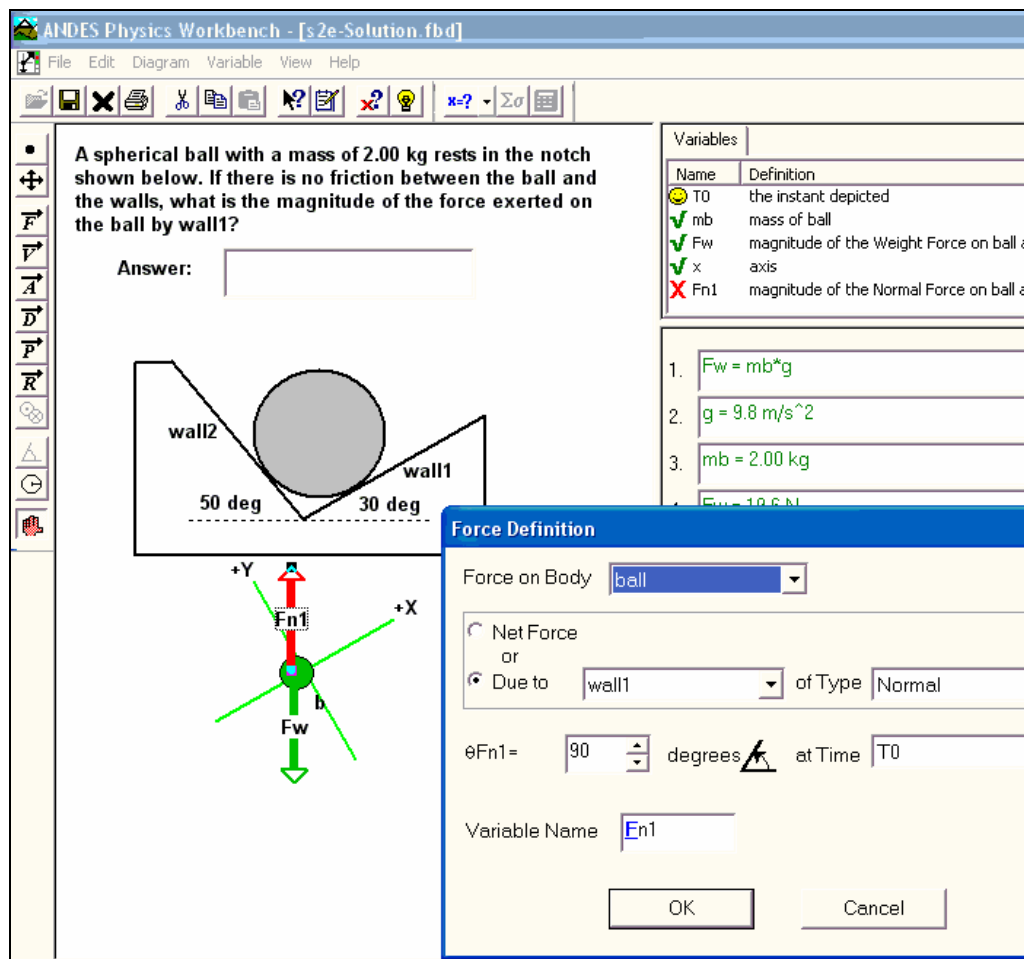 ANDES Physics Workbench - [s2e-Solution.fbd]
File Edit Diagram Variable View Help
x=? Σσ
A spherical ball with a mass of 2.00 kg rests in the notch
shown below. If there is no friction between the ball and
the walls, what is the magnitude of the force exerted on
the ball by wall1?
Answer:
wall2
wall1
50 deg
30 deg
+Y
+X
Fn1
b
Fw
F
V
A
D
P
R
Variables
Name Definition
T0 the instant depicted
mb mass of ball
Fw magnitude of the Weight Force on ball a
x axis
Fn1 magnitude of the Normal Force on ball a
1. Fw = mb*g
2. g = 9.8 m/s^2
3. mb = 2.00 kg
Fw = 19.6 N
Force Definition
Force on Body ball
Net Force
or
Due to wall1 of Type Normal
θFn1= 90 degrees at Time T0
Variable Name Fn1
OK Cancel